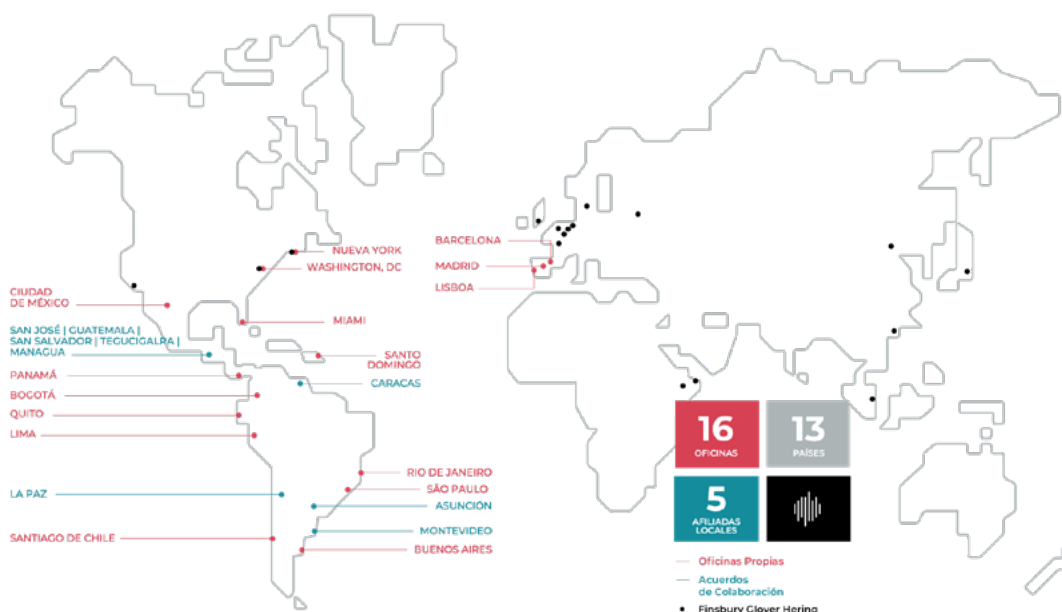 NUEVA YORK
WASHINGTON, DC
CIUDAD
DE MÉXICO
MIAMI
SAN JOSÉ | GUATEMALA |
SAN SALVADOR | TEGUCIGALRA |
MANAGUA
SANTO
DOMINGO
PANAMÁ
CARACAS
BOGOTÁ
QUITO
LIMA
RIO DE JANEIRO
LA PAZ
SÃO PAULO
ASUNCIÓN
MONTEVIDEO
SANTIAGO DE CHILE
BUENOS AIRES
BARCELONA
MADRID
LISBOA
16
OFICINAS
13
PAÍSES
5
AFILIADAS
LOCALES
Oficinas Propias
Acuerdos
de Colaboración
Finsbury Glover Hering